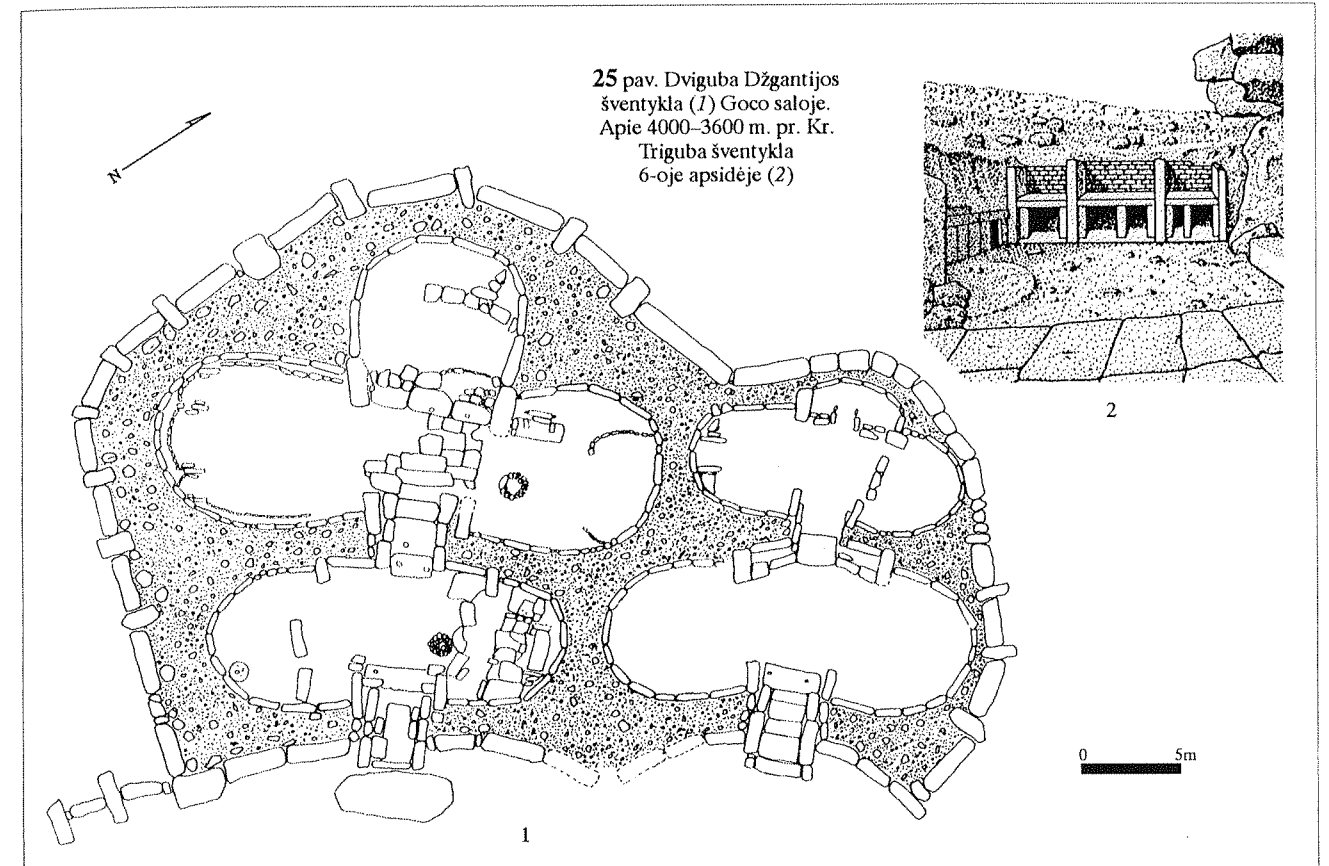 25 pav. Dviguba Džgantijos
šventykla (1) Goco saloje.
Apie 4000–3600 m. pr. Kr.
Triguba šventykla
6-oje apsidėje (2)
N
2
0 5m
1